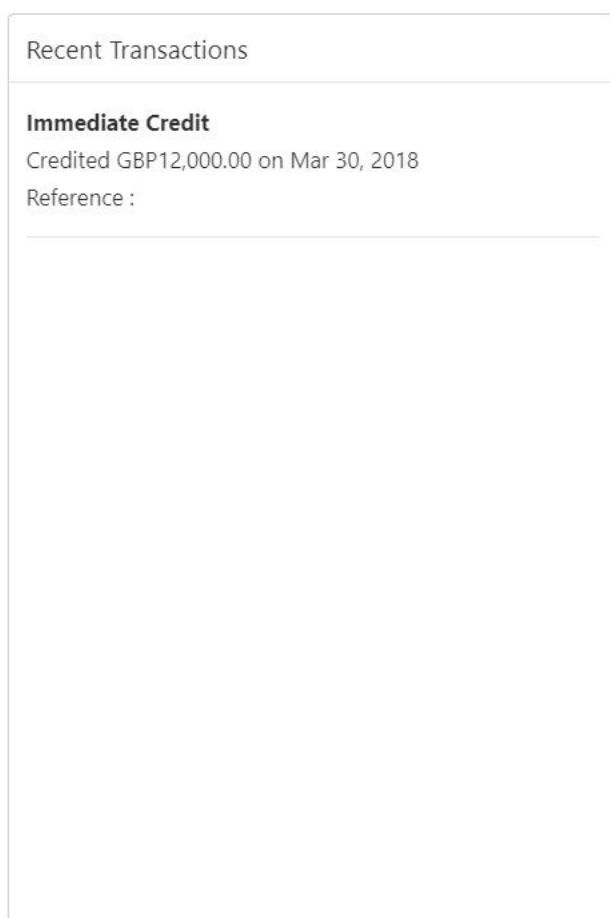 Recent Transactions
Immediate Credit
Credited GBP12,000.00 on Mar 30, 2018
Reference :